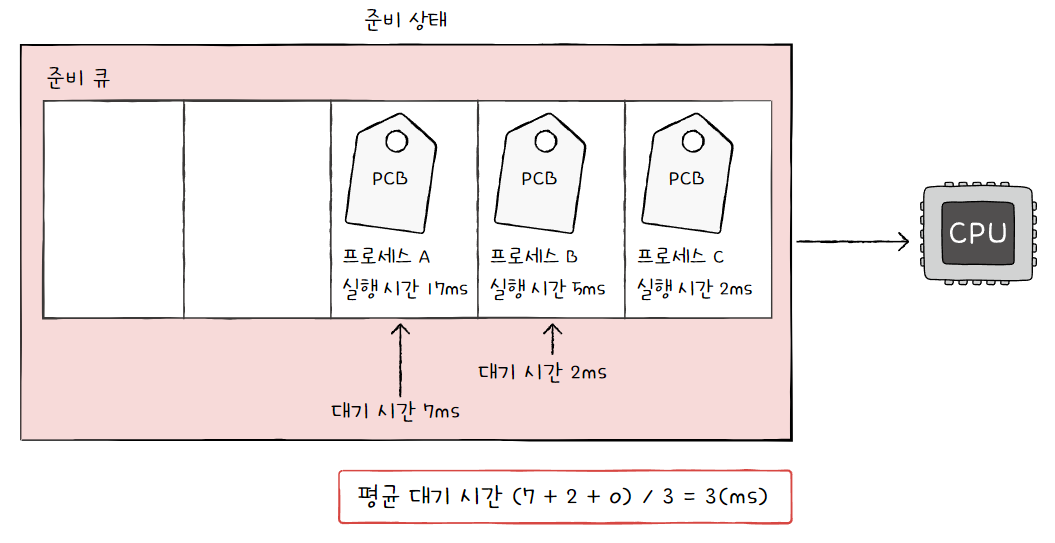 준비 상태
준비 큐
PCB
PCB
PCB
프로세스 A
실행 시간 17ms
프로세스 B
실행 시간 5ms
프로세스 C
실행 시간 2ms
CPU
대기 시간 2ms
대기 시간 7ms
평균 대기 시간 (7 + 2 + 0) / 3 = 3(ms)